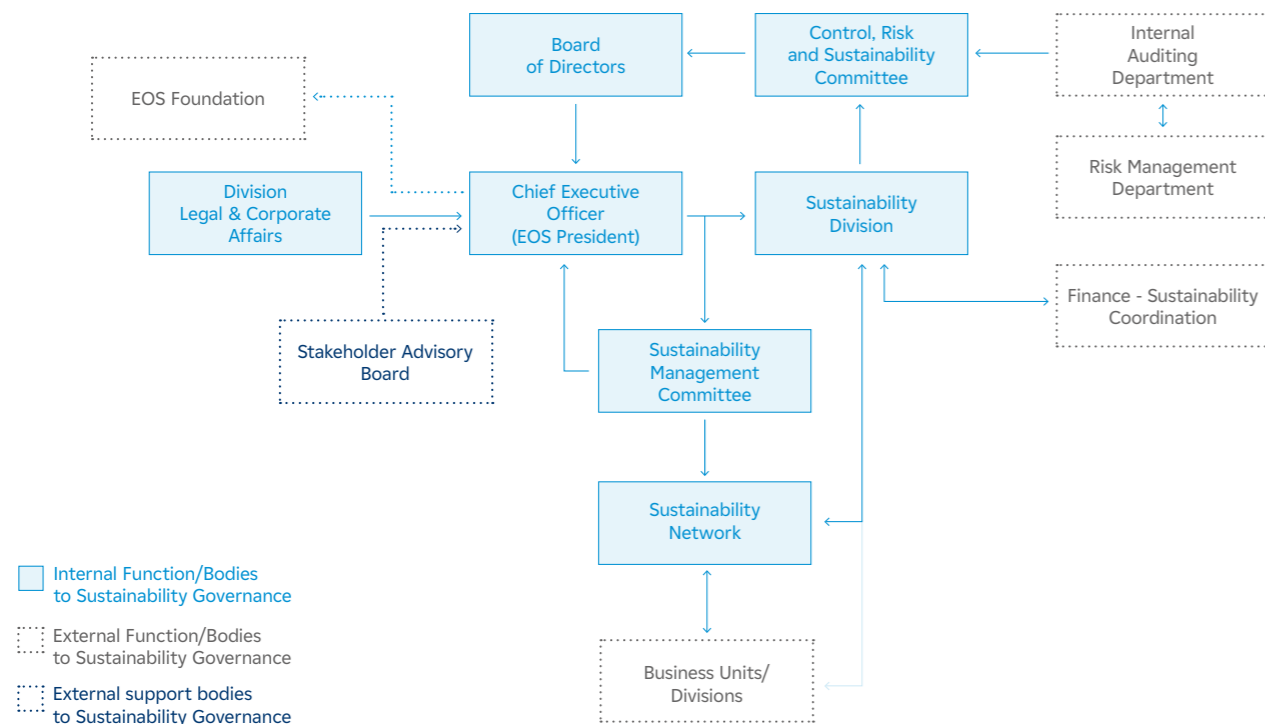 Board
of Directors
Control, Risk
and Sustainability
Committee
Internal
Auditing
Department
EOS Foundation
Risk Management
Department
Division
Legal & Corporate
Affairs
Chief Executive
Officer
(EOS President)
Sustainability
Division
Finance - Sustainability
Coordination
Stakeholder Advisory
Board
Sustainability
Management
Committee
Sustainability
Network
Business Units/
Divisions
Internal Function/Bodies
to Sustainability Governance
External Function/Bodies
to Sustainability Governance
External support bodies
to Sustainability Governance